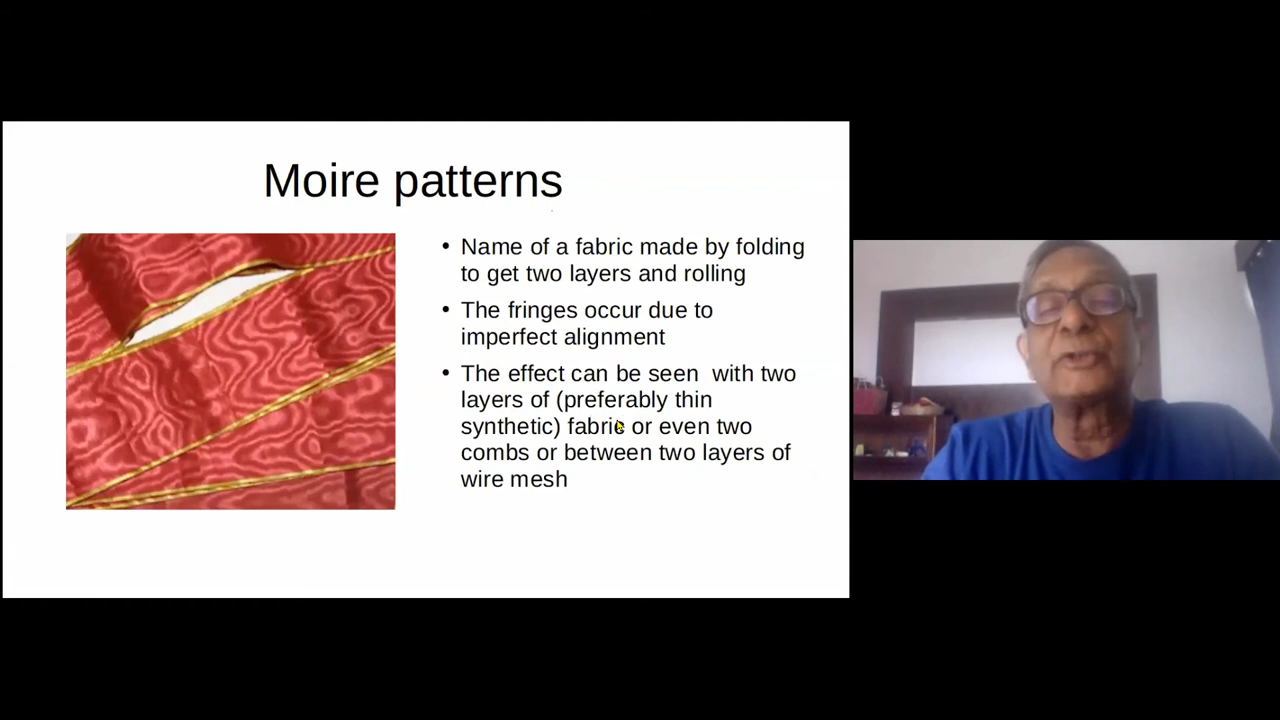 Moire patterns
• Name of a fabric made by folding
to get two layers and rolling
• The fringes occur due to
imperfect alignment
• The effect can be seen  with two
layers of (preferably thin
synthetic) fabric or even two
combs or between two layers of
wire mesh